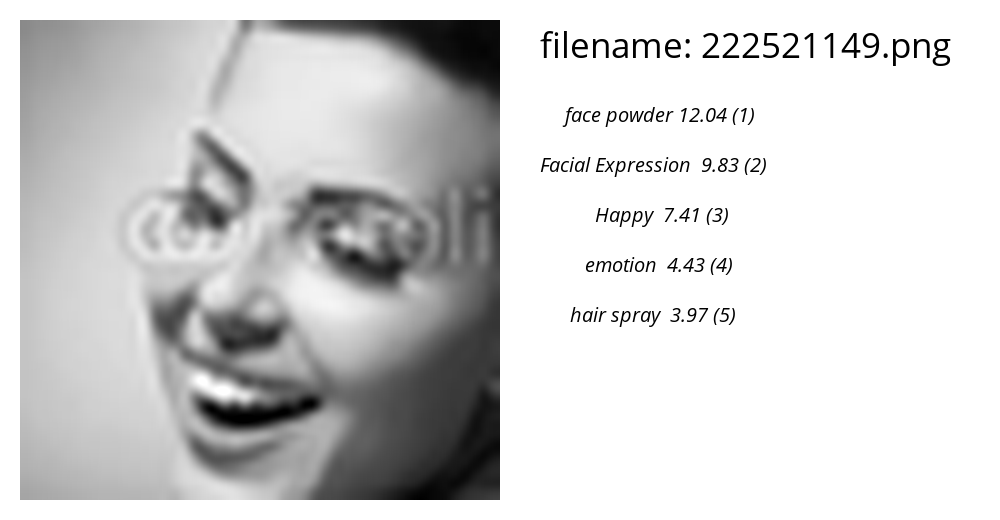 filename: 222521149.png
face powder 12.04 (1)
Facial Expression 9.83 (2)
Happy 7.41 (3)
emotion 4.43 (4)
hair spray 3.97 (5)